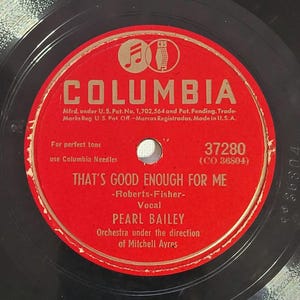 COLUMBIA
Mfrd. under U.S. Pat. No. 1,702,564 and Pat. Pending. Trade-
Marks Reg. U.S. Pat. Off.—Marcas Registradas. Made in U.S.A.
For perfect tone
use Columbia Needles
37280
(CO 36804)
THAT'S GOOD ENOUGH FOR ME
-Roberts-Fisher-
Vocal
PEARL BAILEY
Orchestra under the direction
of Mitchell Ayres